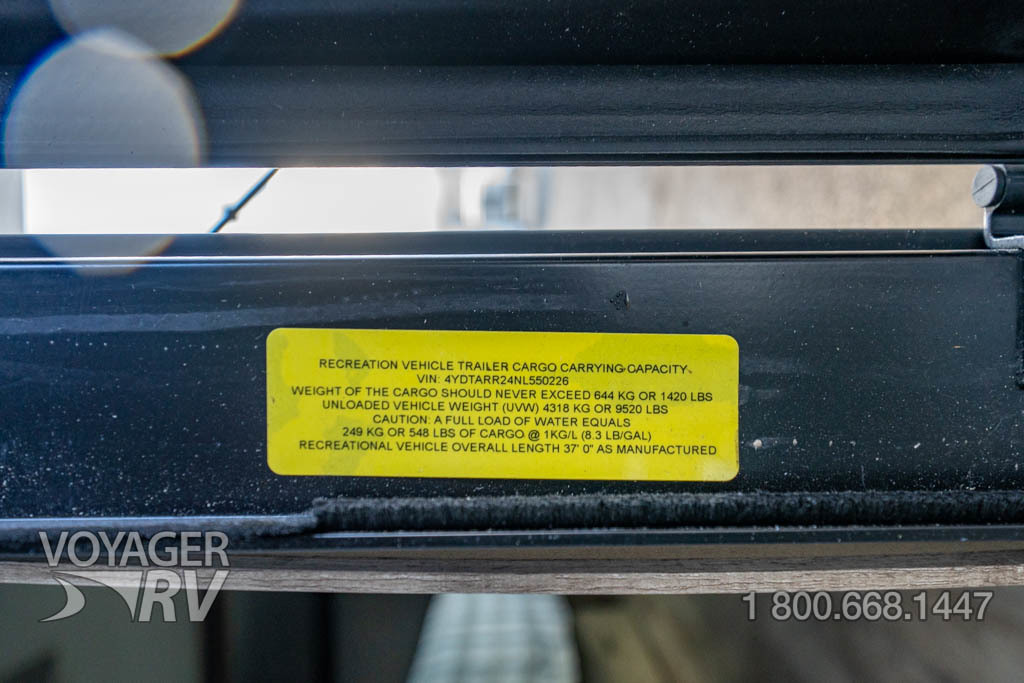 RECREATION VEHICLE TRAILER CARGO CARRYING CAPACITY
VIN: 4YDTARR24NL550226
WEIGHT OF THE CARGO SHOULD NEVER EXCEED 644 KG OR 1420 LBS
UNLOADED VEHICLE WEIGHT (UVW) 4318 KG OR 9520 LBS
CAUTION: A FULL LOAD OF WATER EQUALS
249 KG OR 548 LBS OF CARGO @ 1KG/L (8.3 LB/GAL)
RECREATIONAL VEHICLE OVERALL LENGTH 37' 0" AS MANUFACTURED
VOYAGER
RV
1 800.668.1447